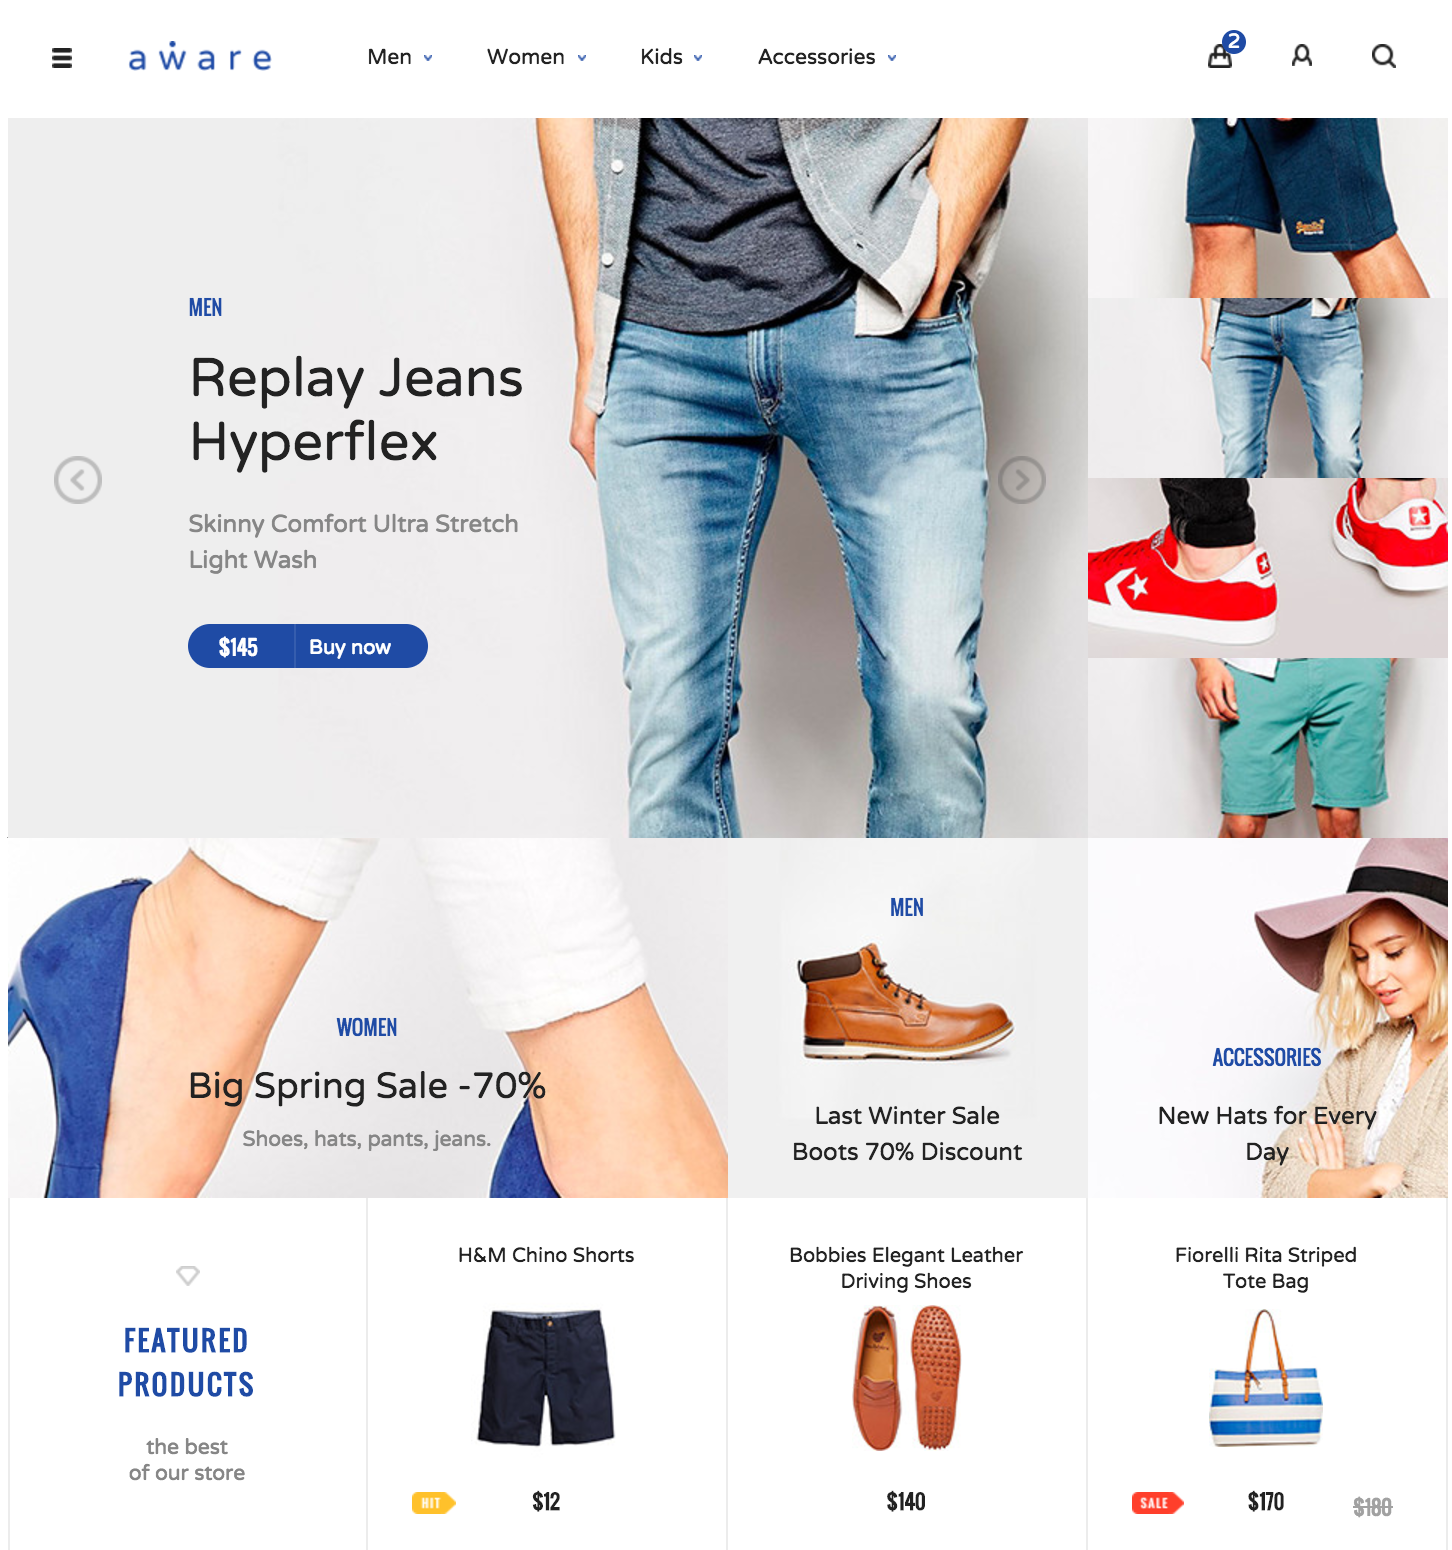 aware
Men
Women
Kids
Accessories
2
MEN
Replay Jeans
Hyperflex
Skinny Comfort Ultra Stretch
Light Wash
$145
Buy now
WOMEN
Big Spring Sale -70%
Shoes, hats, pants, jeans.
MEN
Last Winter Sale
Boots 70% Discount
ACCESSORIES
New Hats for Every
Day
FEATURED
PRODUCTS
the best
of our store
H&M Chino Shorts
HIT
$12
Bobbies Elegant Leather
Driving Shoes
$140
Fiorelli Rita Striped
Tote Bag
SALE
$170
$180